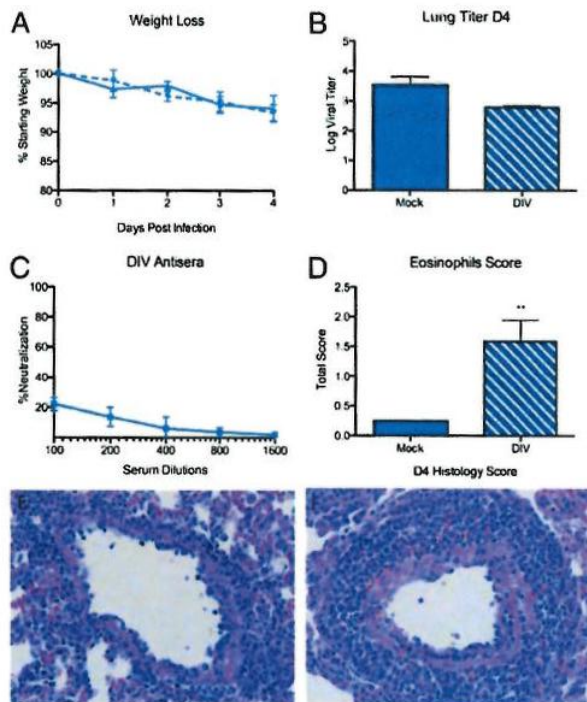 A
Weight Loss
% Starting Weight
105
100
95
90
85
80
0 1 2 3 4
Days Post Infection
B
Lung Titer D4
Log Viral Titer
5
4
3
2
1
0
Mock DIV
C
DIV Antisera
%Neutralization
100
80
60
40
20
100 200 400 800 1600
Serum Dilutions
D
Eosinophils Score
Total Score
2.5
2.0
1.5
1.0
0.5
0.0
**
Mock DIV
D4 Histology Score
E